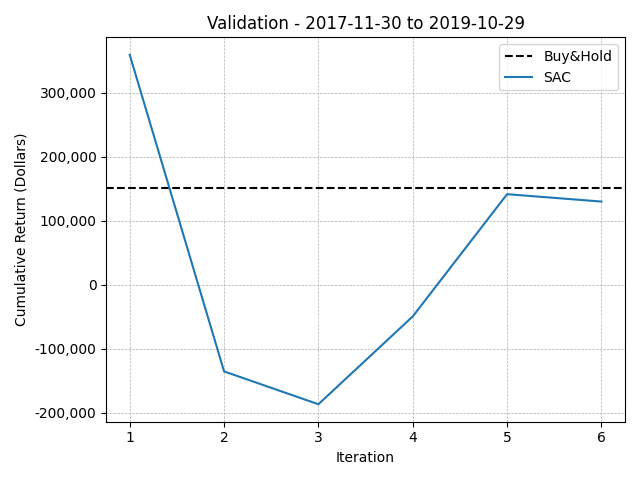 Validation - 2017-11-30 to 2019-10-29
Buy&Hold
SAC
Cumulative Return (Dollars)
300,000
200,000
100,000
0
-100,000
-200,000
1 2 3 4 5 6
Iteration